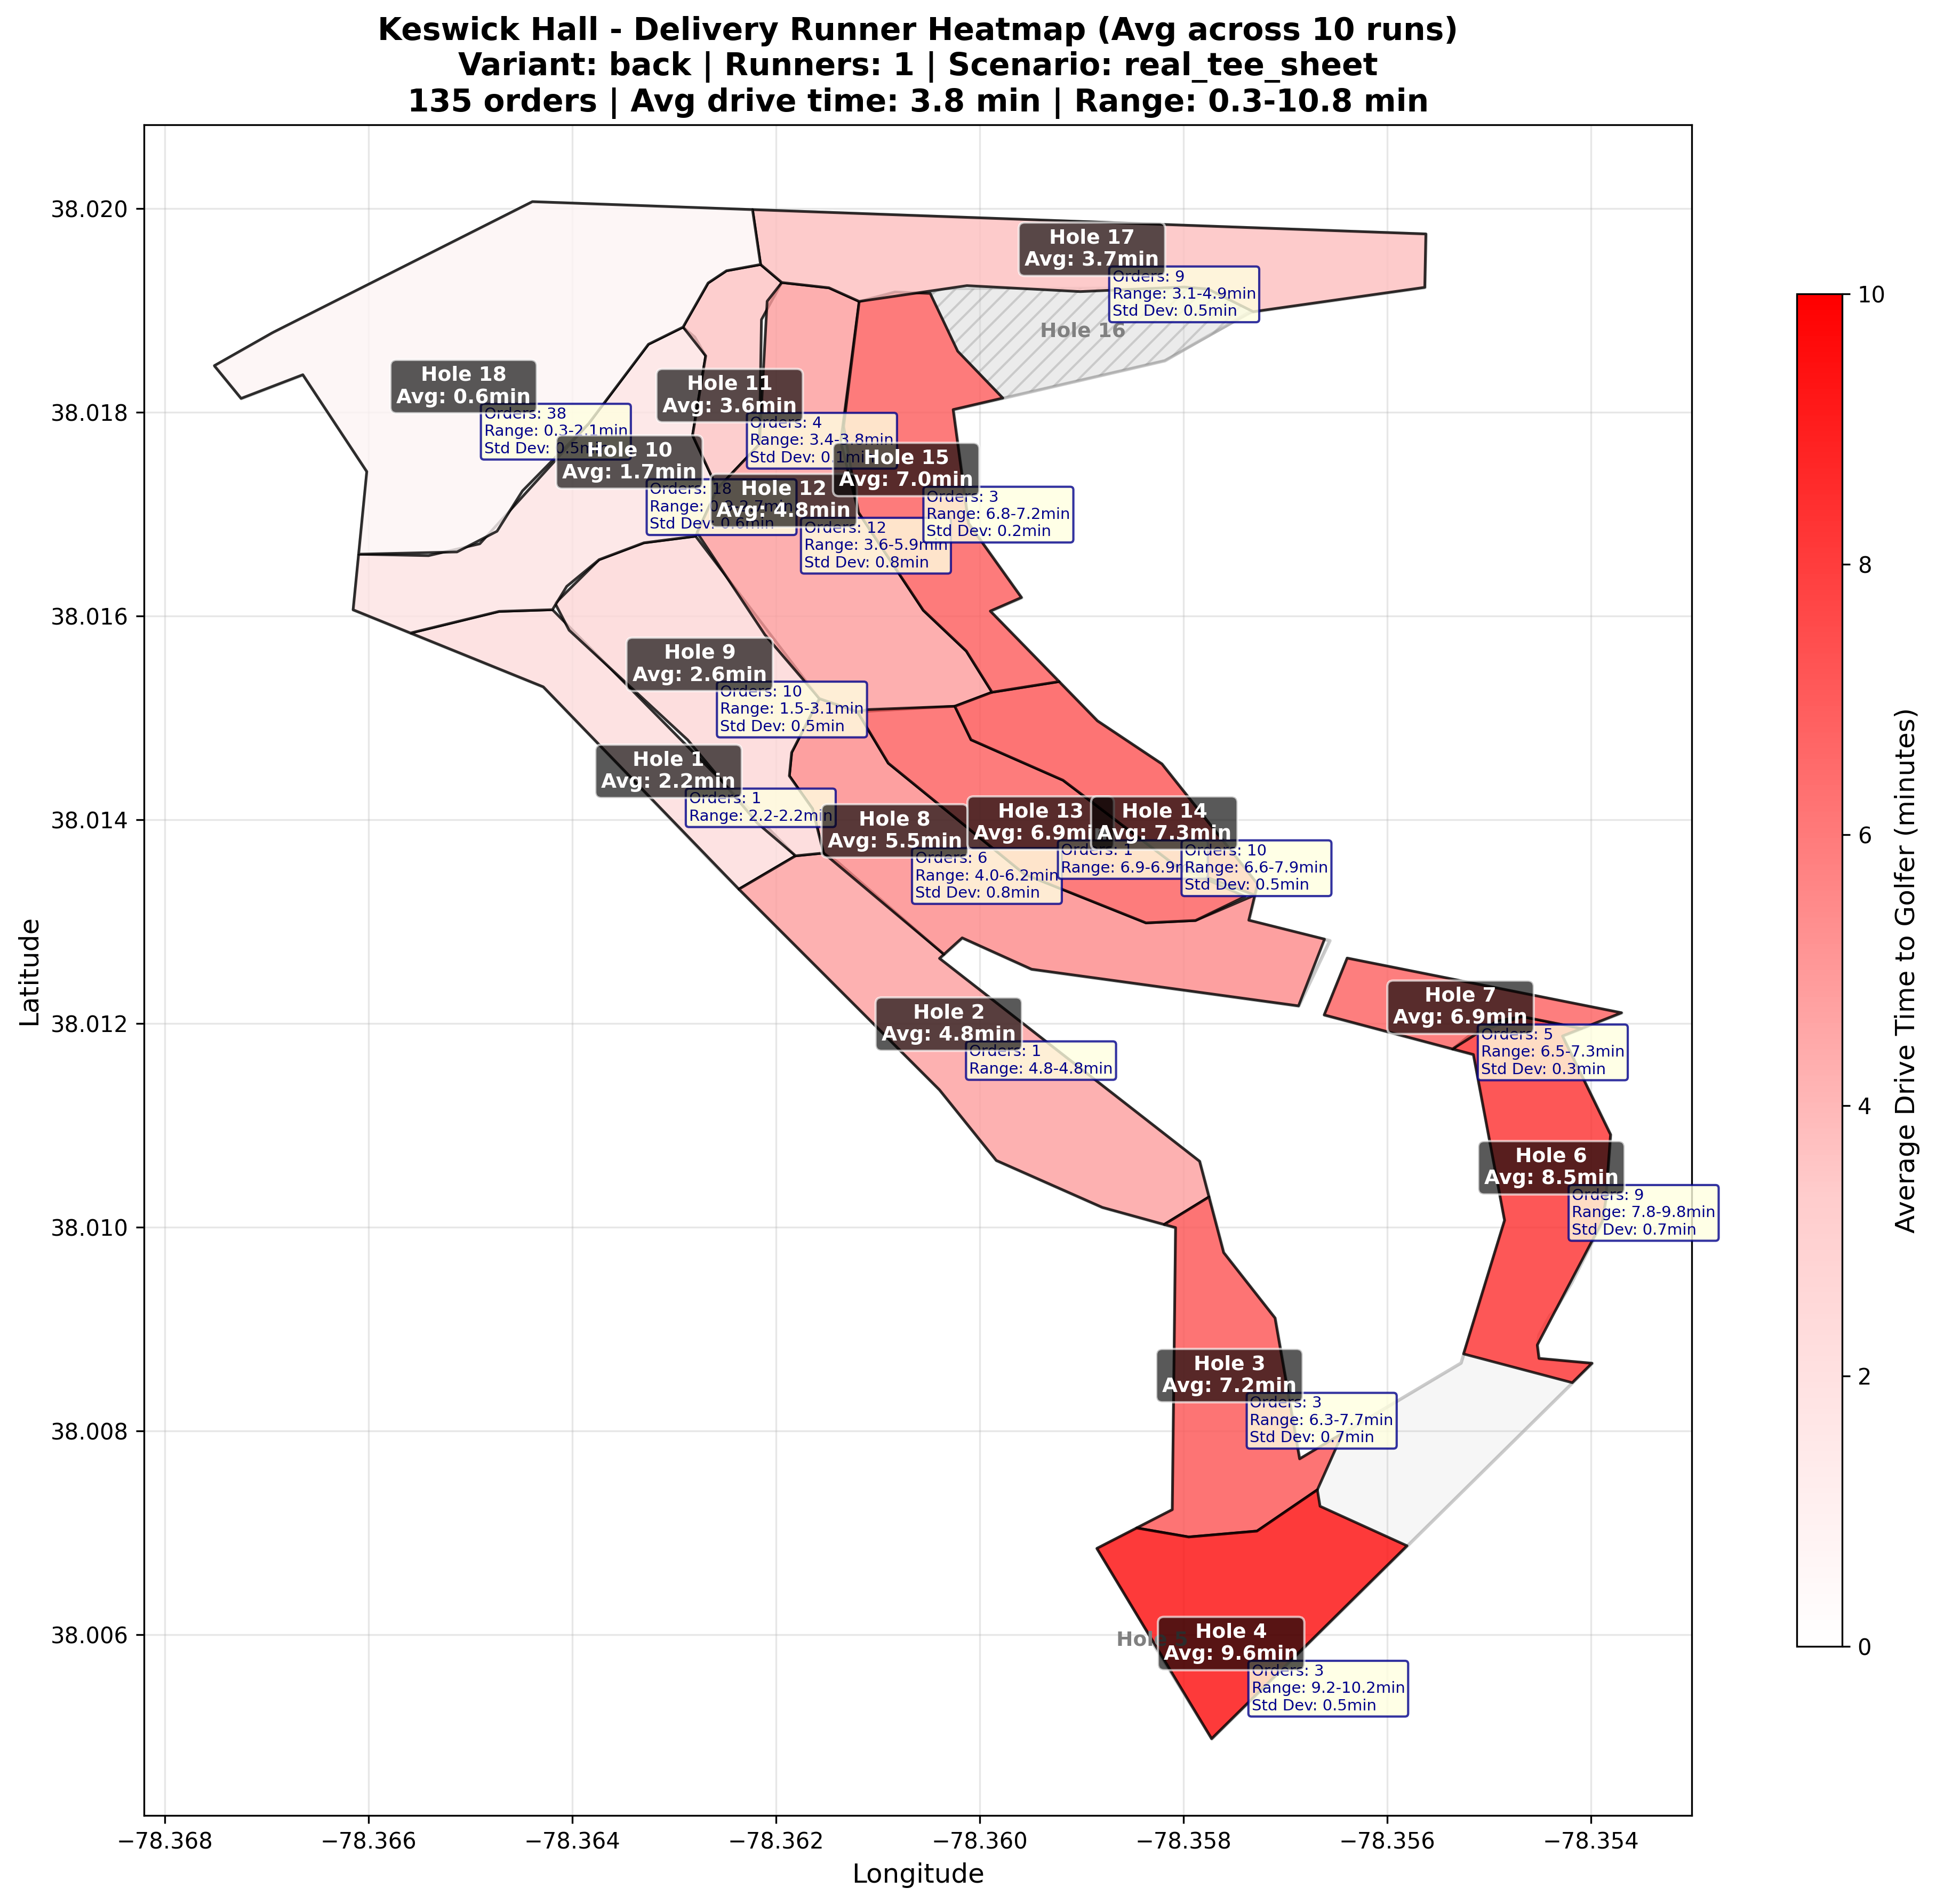 Keswick Hall - Delivery Runner Heatmap (Avg across 10 runs)
Variant: back | Runners: 1 | Scenario: real_tee_sheet
135 orders | Avg drive time: 3.8 min | Range: 0.3-10.8 min
Latitude
38.020
38.018
38.016
38.014
38.012
38.010
38.008
38.006
Hole 17
Avg: 3.7min
Orders: 9
Range: 3.1-4.9min
Std Dev: 0.5min
Hole 16
Hole 18
Avg: 0.6min
Orders: 38
Range: 0.3-2.1min
Std Dev: 0.5min
Hole 11
Avg: 3.6min
Orders: 4
Range: 3.4-3.8min
Std Dev: 0.1min
Hole 10
Avg: 1.7min
Orders: 18
Range:
Std Dev: 0.6min
Hole 15
Avg: 7.0min
Orders: 3
Range: 6.8-7.2min
Std Dev: 0.2min
Hole 12
Avg: 4.8min
Orders: 12
Range: 3.6-5.9min
Std Dev: 0.8min
Hole 9
Avg: 2.6min
Orders: 10
Range: 1.5-3.1min
Std Dev: 0.5min
Hole 1
Avg: 2.2min
Orders: 1
Range: 2.2-2.2min
Hole 8
Avg: 5.5min
Orders: 6
Range: 4.0-6.2min
Std Dev: 0.8min
Hole 13
Avg: 6.9min
Orders: 1
Range: 6.9-6.9
Hole 14
Avg: 7.3min
Orders: 10
Range: 6.6-7.9min
Std Dev: 0.5min
Hole 2
Avg: 4.8min
Orders: 1
Range: 4.8-4.8min
Hole 7
Avg: 6.9min
Orders: 5
Range: 6.5-7.3min
Std Dev: 0.3min
Hole 6
Avg: 8.5min
Orders: 9
Range: 7.8-9.8min
Std Dev: 0.7min
Hole 3
Avg: 7.2min
Orders: 3
Range: 6.3-7.7min
Std Dev: 0.7min
Hole 5
Hole 4
Avg: 9.6min
Orders: 3
Range: 9.2-10.2min
Std Dev: 0.5min
−78.368
−78.366
−78.364
−78.362
−78.360
−78.358
−78.356
−78.354
Longitude
10
8
6
4
2
0
Average Drive Time to Golfer (minutes)